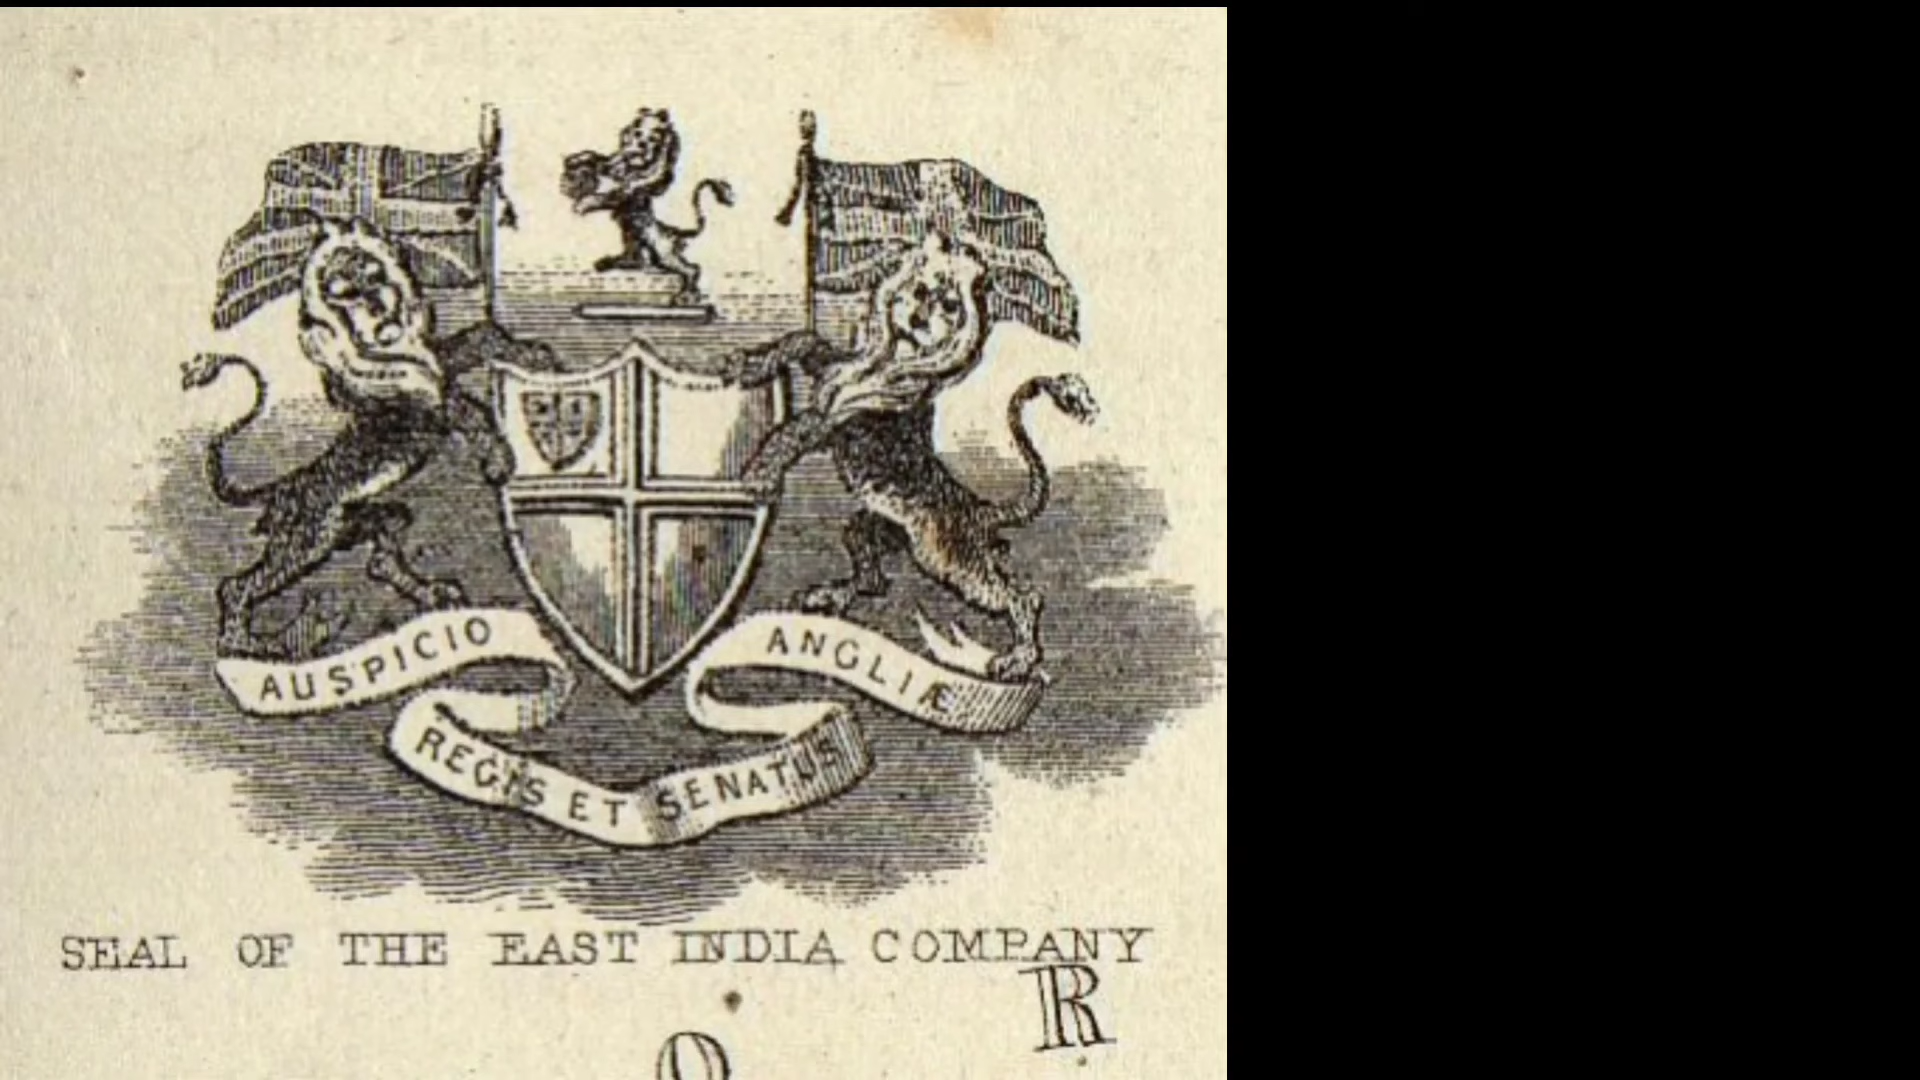 AUSPICIO
REGIS ET SENATUS
ANGLIÆ
SEAL OF THE EAST INDIA COMPANY
R
O